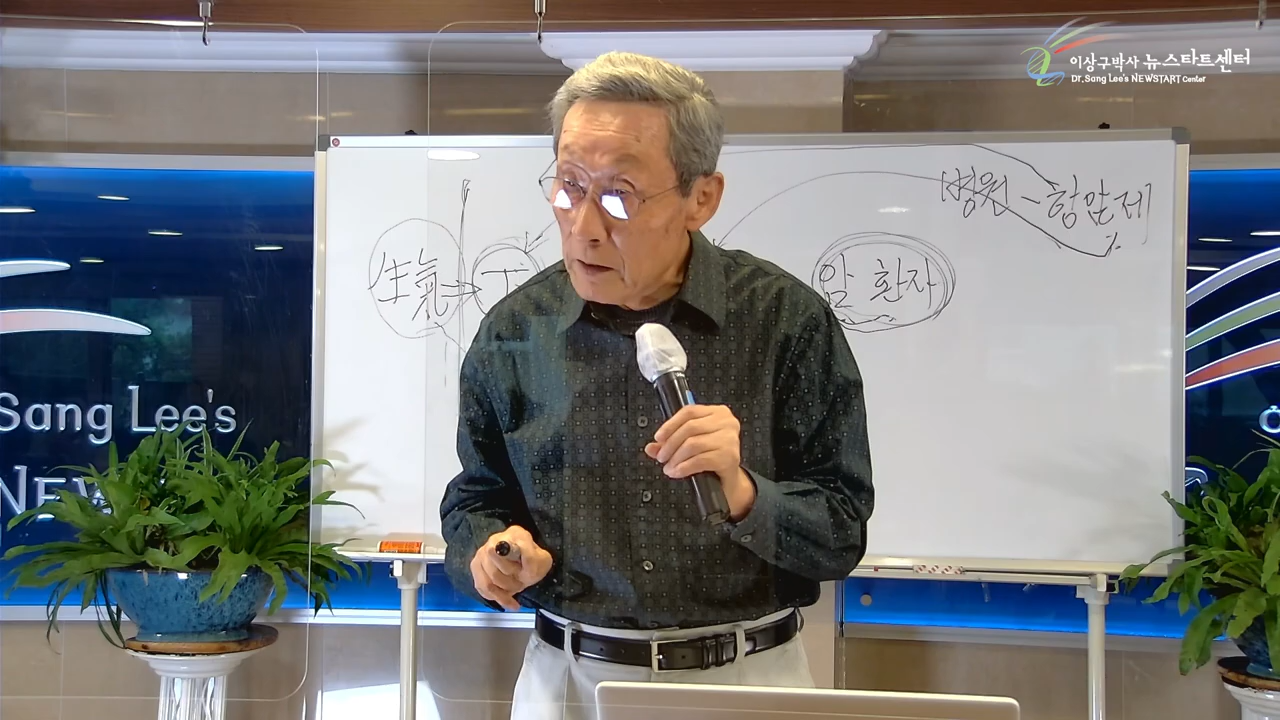 이상구박사 뉴스타트센터
Dr. Sang Lee's NEWSTART Center
병원 - 항암제
生氣 ⇒ T
암 환자
Sang Lee's
NEW